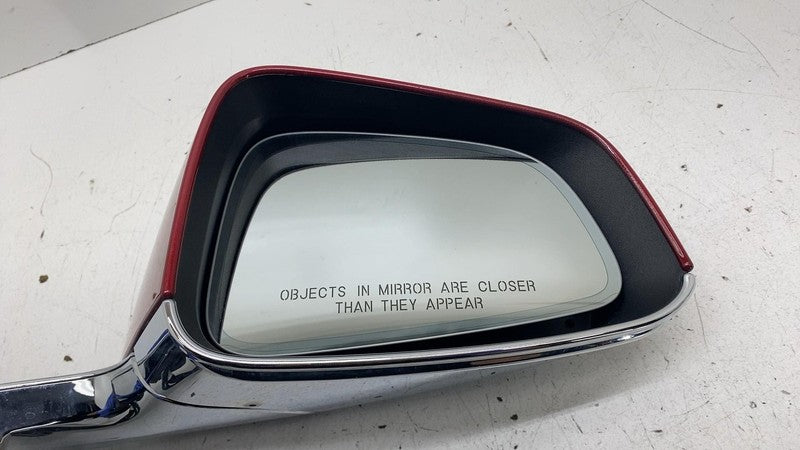 OBJECTS IN MIRROR ARE CLOSER
THAN THEY APPEAR